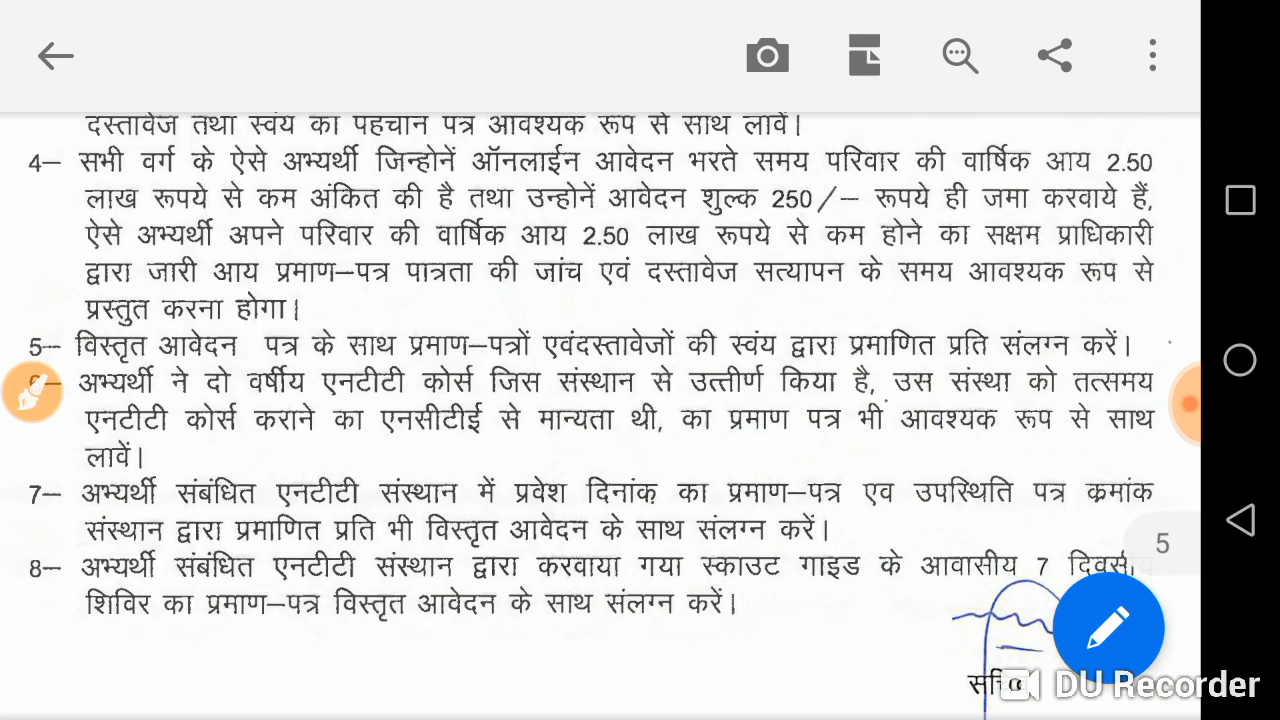 दस्तावेज तथा स्वंय का पहचान पत्र आवश्यक रूप से साथ लावें।
4– सभी वर्ग के ऐसे अभ्यर्थी जिन्होनें ऑनलाईन आवेदन भरते समय परिवार की वार्षिक आय 2.50
लाख रूपये से कम अंकित की है तथा उन्होनें आवेदन शुल्क 250/– रूपये ही जमा करवाये हैं,
ऐसे अभ्यर्थी अपने परिवार की वार्षिक आय 2.50 लाख रूपये से कम होने का सक्षम प्राधिकारी
द्वारा जारी आय प्रमाण–पत्र पात्रता की जांच एवं दस्तावेज सत्यापन के समय आवश्यक रूप से
प्रस्तुत करना होगा।
5– विस्तृत आवेदन पत्र के साथ प्रमाण–पत्रों एवंदस्तावेजों की स्वंय द्वारा प्रमाणित प्रति संलग्न करें।
अभ्यर्थी ने दो वर्षीय एनटीटी कोर्स जिस संस्थान से उत्तीर्ण किया है, उस संस्था को तत्समय
एनटीटी कोर्स कराने का एनसीटीई से मान्यता थी, का प्रमाण पत्र भी आवश्यक रूप से साथ
लावें।
7– अभ्यर्थी संबंधित एनटीटी संस्थान में प्रवेश दिनांक का प्रमाण–पत्र एव उपस्थिति पत्र क्रमांक
संस्थान द्वारा प्रमाणित प्रति भी विस्तृत आवेदन के साथ संलग्न करें।
5
8– अभ्यर्थी संबंधित एनटीटी संस्थान द्वारा करवाया गया स्काउट गाइड के आवासीय 7 दिवसीय
शिविर का प्रमाण–पत्र विस्तृत आवेदन के साथ संलग्न करें।
DU Recorder